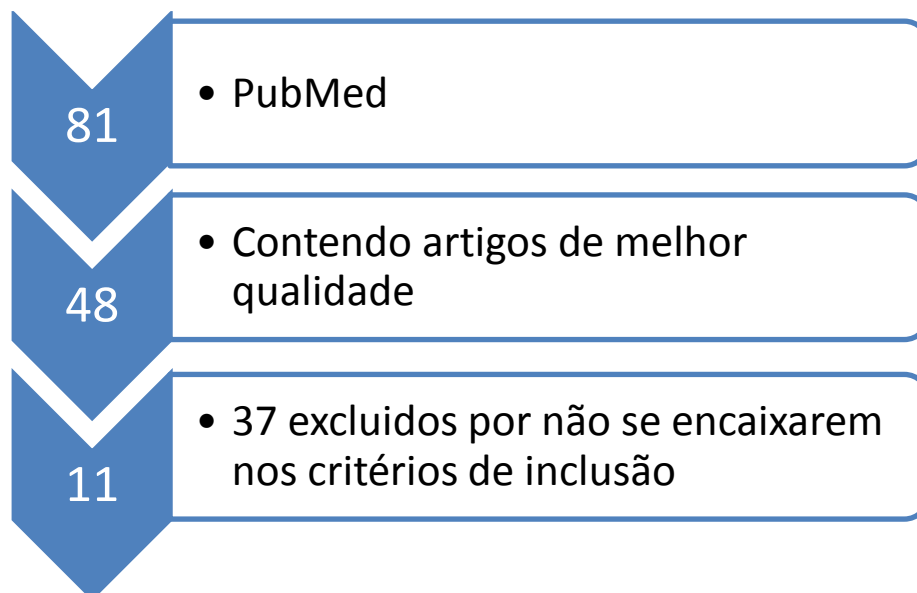 81
• PubMed
48
• Contendo artigos de melhor
qualidade
11
• 37 excluidos por não se encaixarem
nos critérios de inclusão